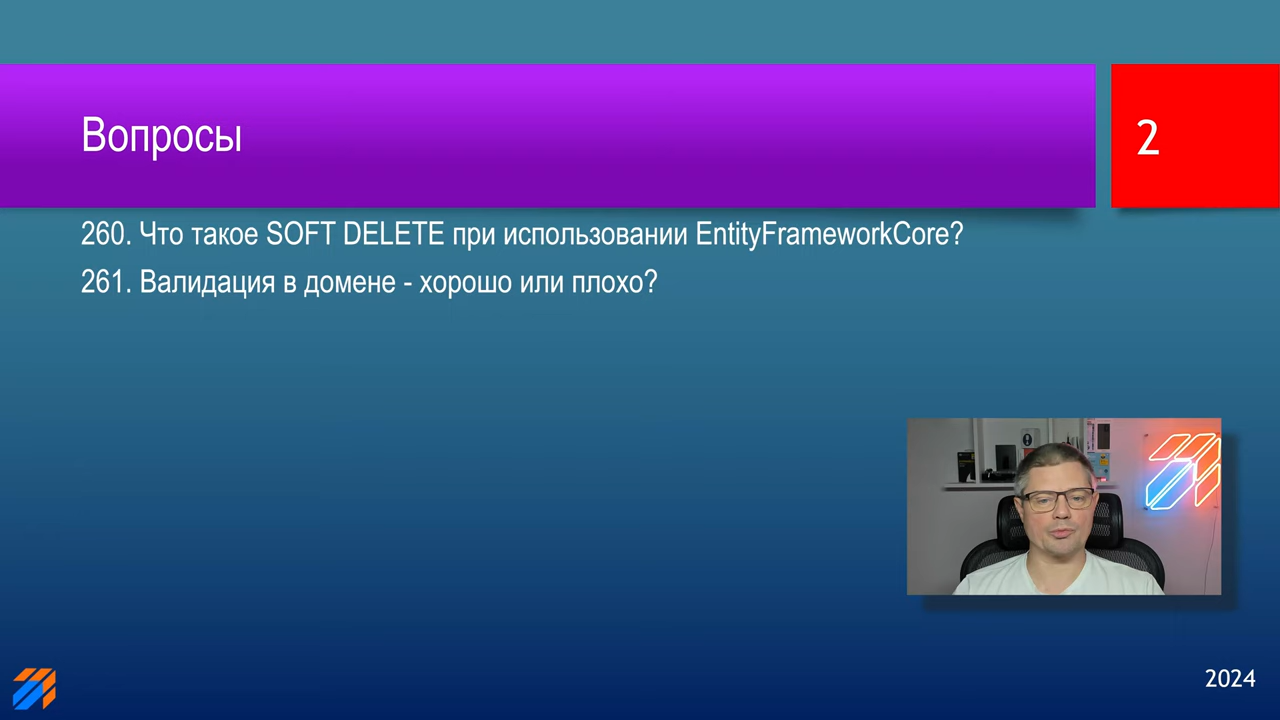 Вопросы
2
260. Что такое SOFT DELETE при использовании EntityFrameworkCore?
261. Валидация в домене - хорошо или плохо?
2024